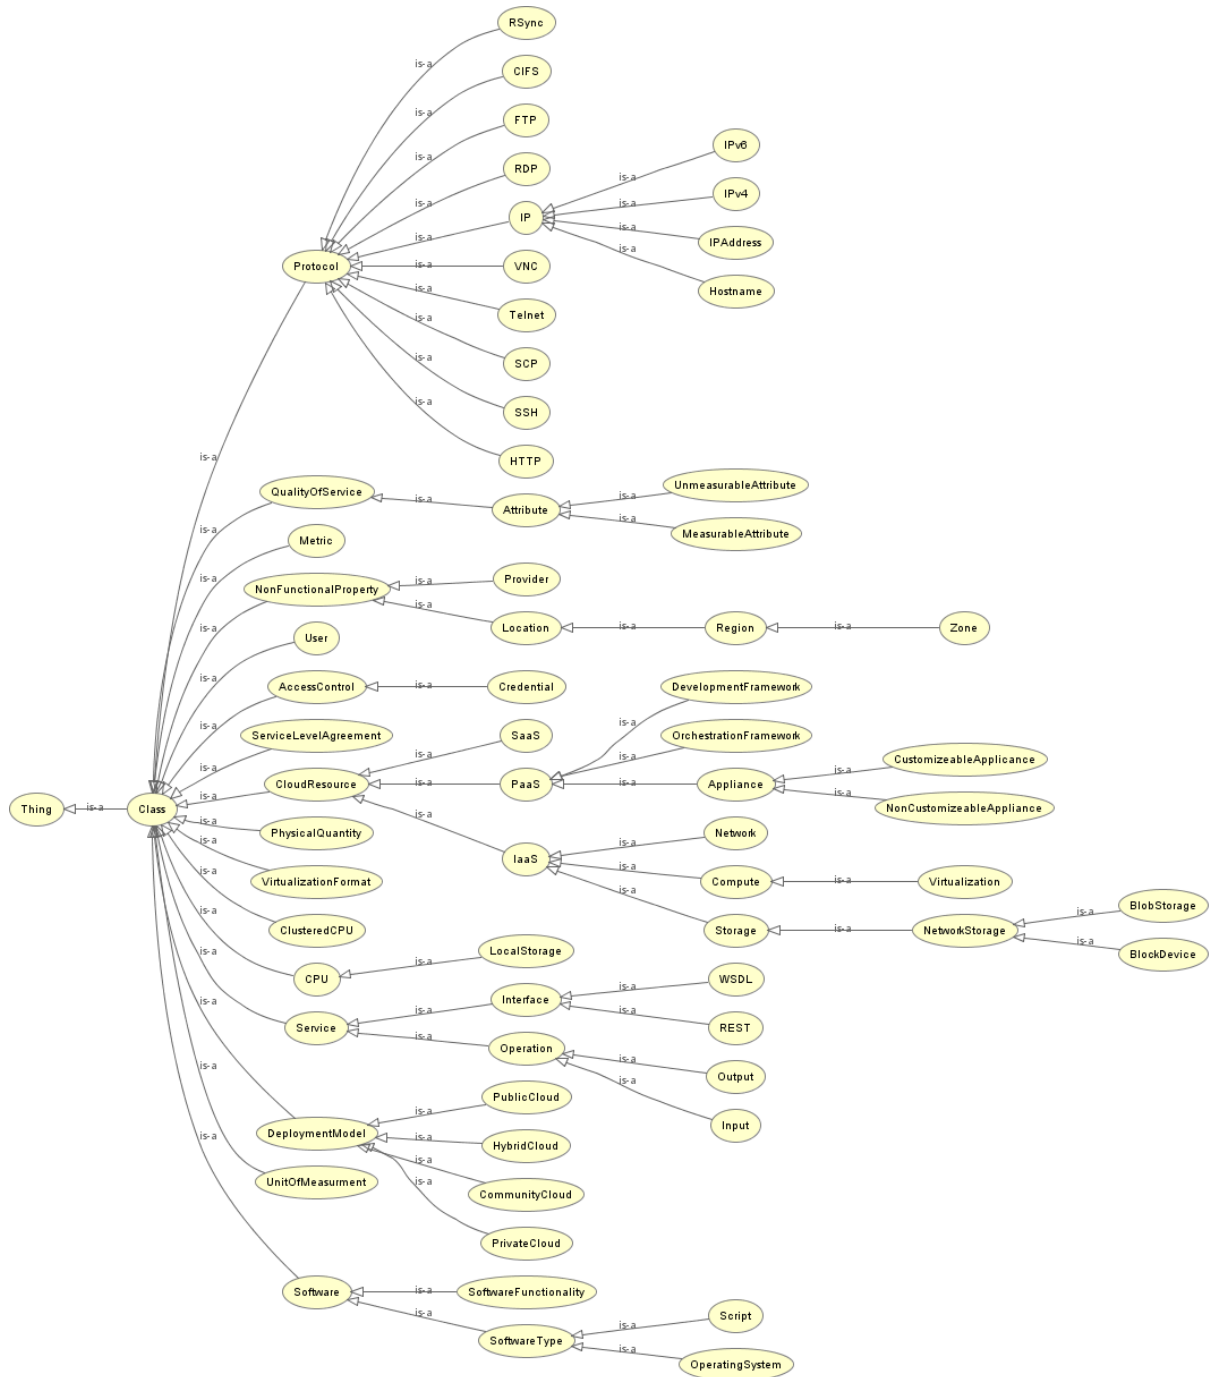 RSync
is-a
CIFS
is-a
FTP
is-a
IPv6
is-a
RDP
is-a
is-a
IPv4
is-a
IP
is-a
IPAddress
is-a
Protocol
is-a
VNC
is-a
Hostname
is-a
Telnet
is-a
SCP
is-a
SSH
is-a
HTTP
is-a
QualityOfService
is-a
Attribute
is-a
UnmeasurableAttribute
is-a
MeasurableAttribute
is-a
Metric
is-a
NonFunctionalProperty
is-a
Provider
is-a
Location
is-a
Region
is-a
Zone
is-a
User
is-a
AccessControl
is-a
Credential
DevelopmentFramework
is-a
ServiceLevelAgreement
is-a
SaaS
OrchestrationFramework
is-a
CustomizeableApplicance
is-a
Thing
is-a
Class
is-a
CloudResource
is-a
PaaS
is-a
Appliance
is-a
NonCustomizeableAppliance
is-a
PhysicalQuantity
is-a
IaaS
is-a
Network
is-a
VirtualizationFormat
is-a
Compute
is-a
Virtualization
is-a
ClusteredCPU
is-a
Storage
is-a
NetworkStorage
is-a
BlobStorage
is-a
BlockDevice
is-a
CPU
is-a
LocalStorage
is-a
Service
is-a
Interface
is-a
WSDL
is-a
REST
is-a
Operation
is-a
Output
is-a
Input
is-a
DeploymentModel
is-a
PublicCloud
is-a
HybridCloud
is-a
CommunityCloud
is-a
PrivateCloud
UnitOfMeasurment
is-a
Software
is-a
SoftwareFunctionality
is-a
SoftwareType
is-a
Script
is-a
OperatingSystem